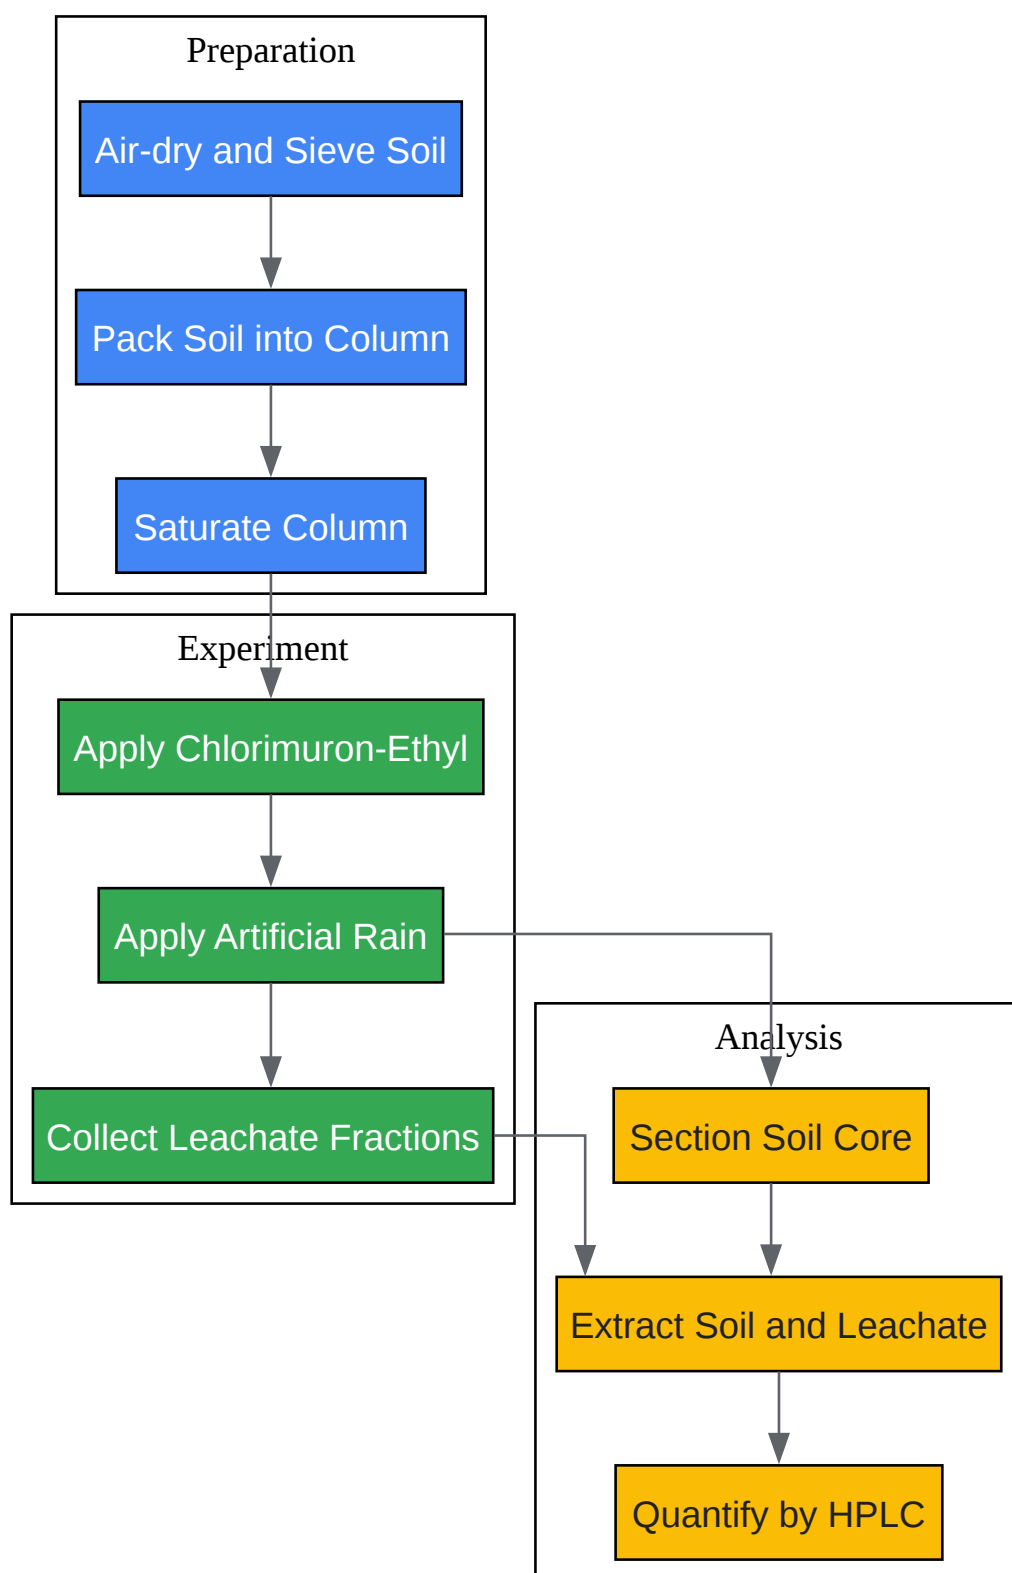 Preparation
Air-dry and Sieve Soil
Pack Soil into Column
Saturate Column
Experiment
Apply Chlorimuron-Ethyl
Apply Artificial Rain
Collect Leachate Fractions
Analysis
Section Soil Core
Extract Soil and Leachate
Quantify by HPLC